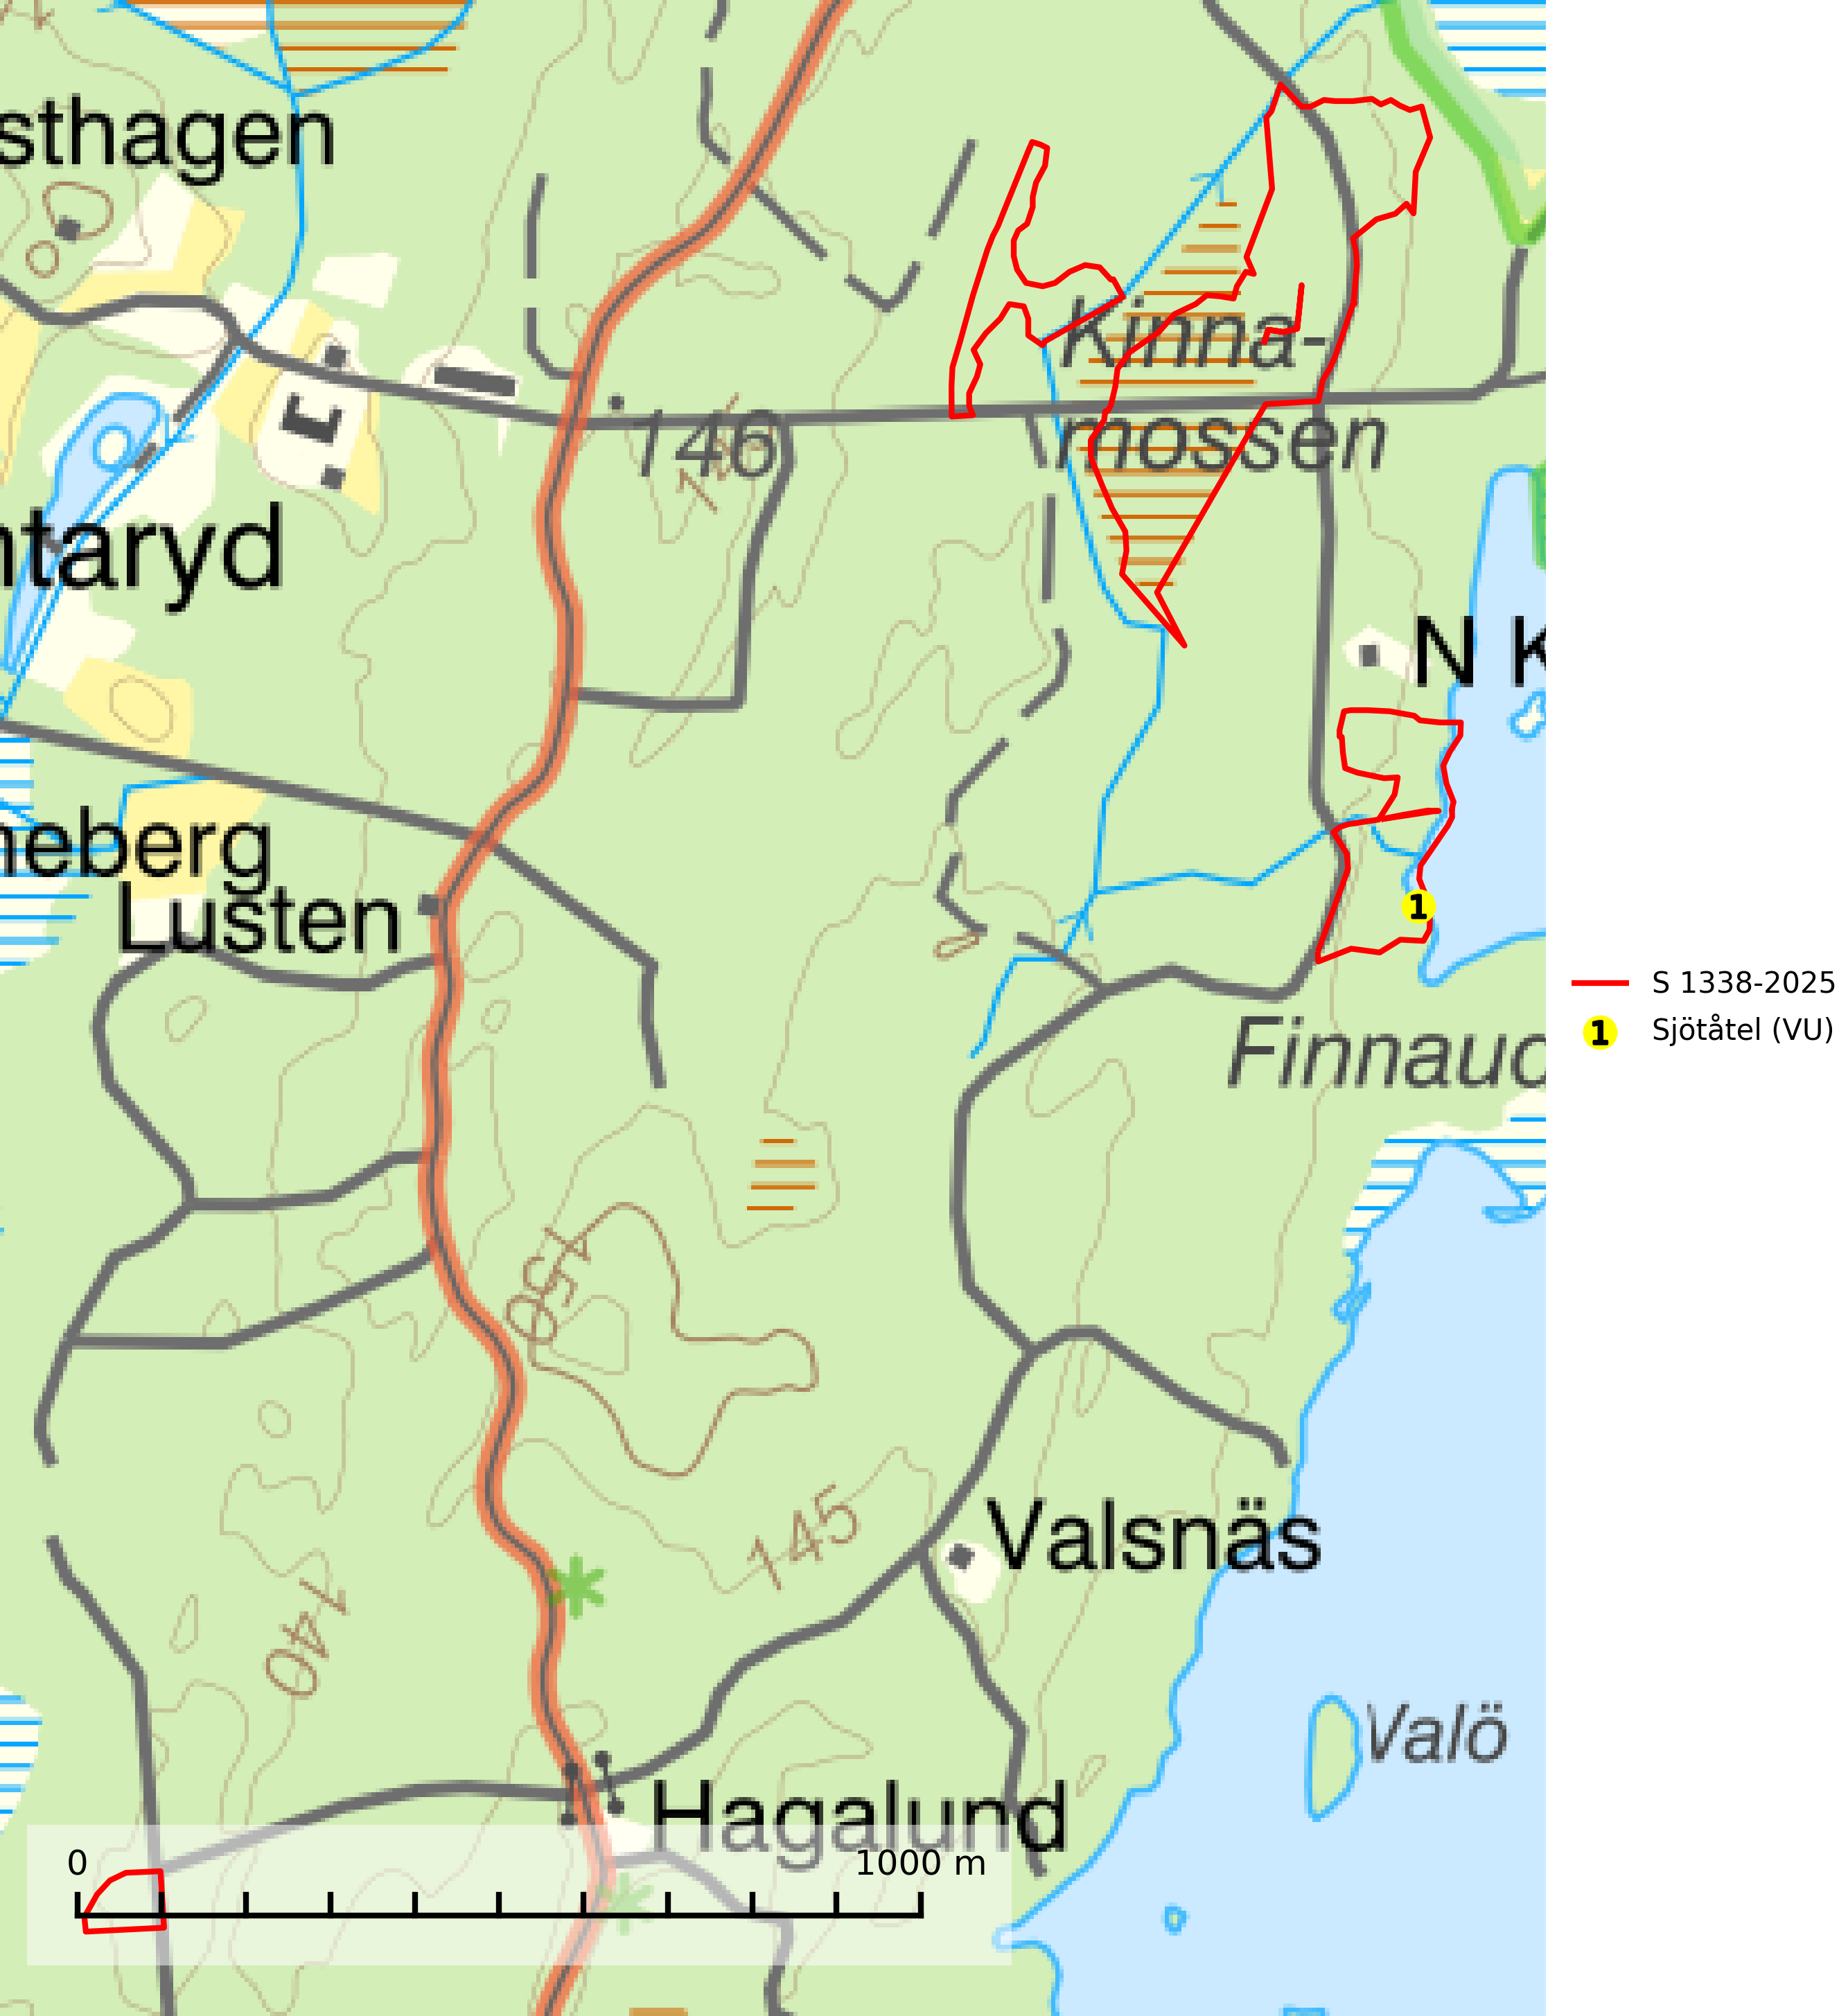 sthagen
Kinna-
146
mossen
ntaryd
N K
neberg
Lusten
1
S 1338-2025
1 Sjötåtel (VU)
Finnaud
150
145
Valsnäs
140
Valö
Hagalund
0 1000 m